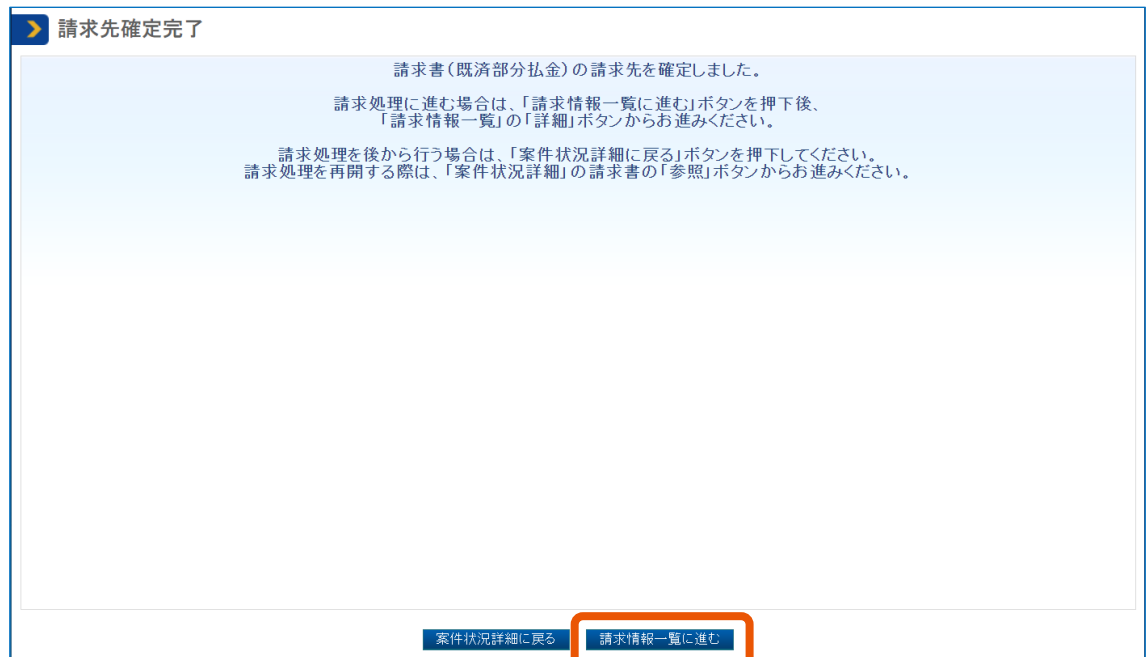 請求先確定完了
請求書(既済部分払金)の請求先を確定しました。
請求処理に進む場合は、「請求情報一覧に進む」ボタンを押下後、
「請求情報一覧」の「詳細」ボタンからお進みください。
請求処理を後から行う場合は、「案件状況詳細に戻る」ボタンを押下してください。
請求処理を再開する際は、「案件状況詳細」の請求書の「参照」ボタンからお進みください。
案件状況詳細に戻る
請求情報一覧に進む